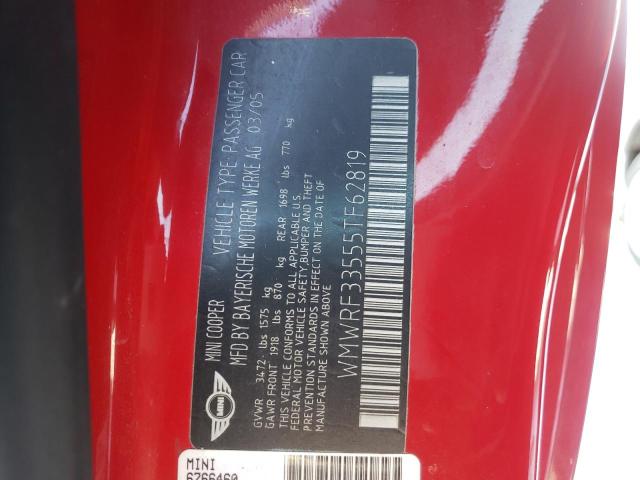 MINI COOPER VEHICLE TYPE: PASSENGER CAR
MFD BY BAYERISCHE MOTOREN WERKE AG 03/05
GVWR 3472 lbs 1575 kg
GAWR FRONT 1918 lbs 870 kg REAR 1698 lbs 770 kg
THIS VEHICLE CONFORMS TO ALL APPLICABLE U.S.
FEDERAL MOTOR VEHICLE SAFETY,BUMPER AND THEFT
PREVENTION STANDARDS IN EFFECT ON THE DATE OF
MANUFACTURE SHOWN ABOVE
WMWRF33555TF62819
MINI
MINI
6766460